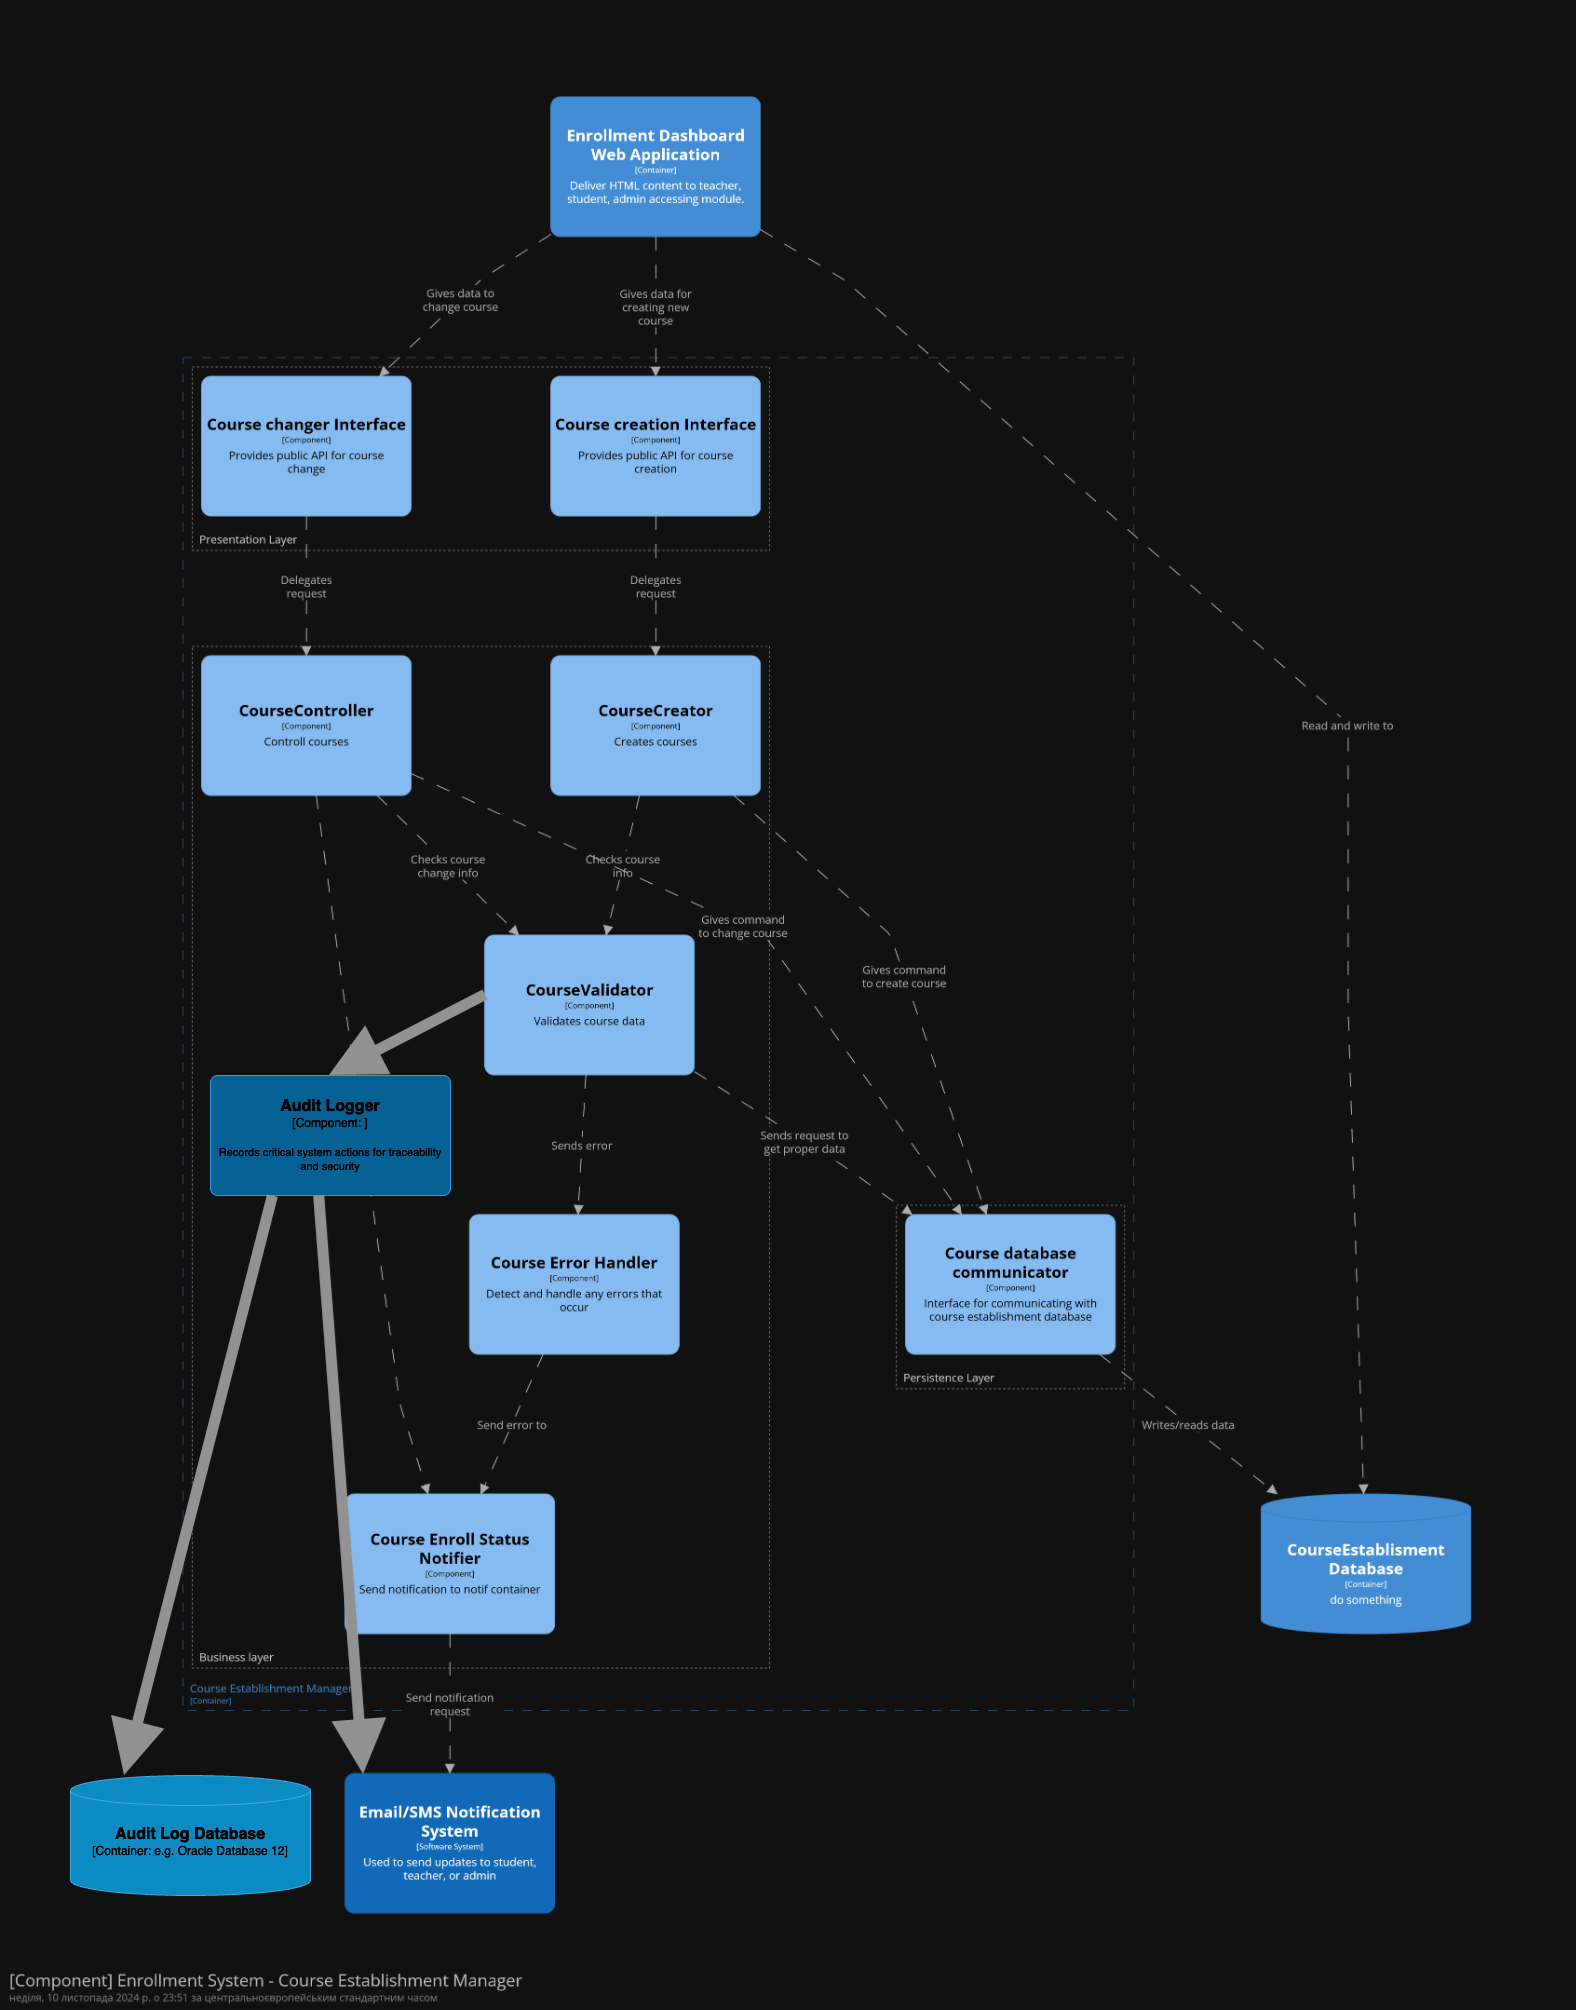 Enrollment Dashboard
Web Application
[Container]
Deliver HTML content to teacher,
student, admin accessing module.
Gives data to
change course
Gives data for
creating new
course
Course changer Interface
[Component]
Provides public API for course
change
Course creation Interface
[Component]
Provides public API for course
creation
Presentation Layer
Delegates
request
Delegates
request
CourseController
[Component]
Controll courses
CourseCreator
[Component]
Creates courses
Read and write to
Checks course
change info
Checks course
info
Gives command
to change course
Gives command
to create course
CourseValidator
[Component]
Validates course data
Audit Logger
[Component: ]
Records critical system actions for traceability
and security
Sends error
Sends request to
get proper data
Course Error Handler
[Component]
Detect and handle any errors that
occur
Course database
communicator
[Component]
Interface for communicating with
course establishment database
Persistence Layer
Send error to
Writes/reads data
Course Enroll Status
Notifier
[Component]
Send notification to notif container
CourseEstablisment
Database
[Container]
do something
Business layer
Course Establishment Manager
[Container]
Send notification
request
Audit Log Database
[Container: e.g. Oracle Database 12]
Email/SMS Notification
System
[Software System]
Used to send updates to student,
teacher, or admin
[Component] Enrollment System - Course Establishment Manager
неділя, 10 листопада 2024 р. о 23:51 за центральноєвропейським стандартним часом